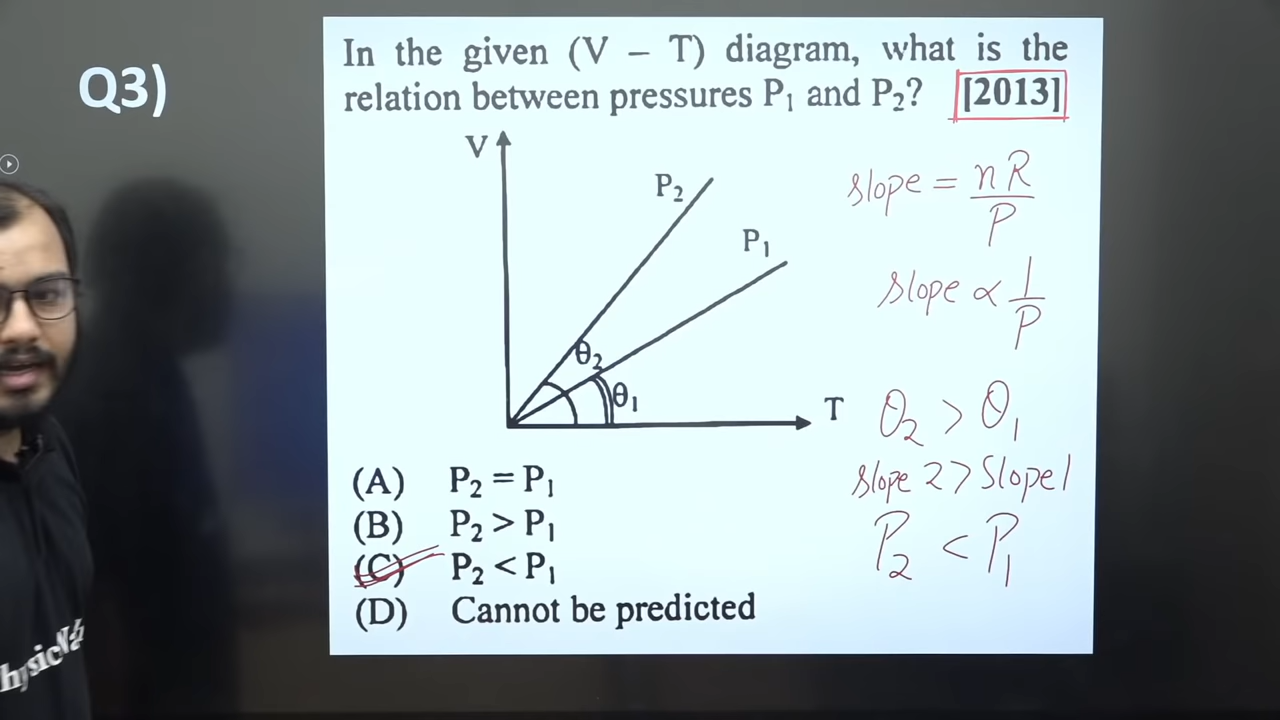 Q3)
In the given (V – T) diagram, what is the
relation between pressures P₁ and P₂? [2013]
V
P₂
P₁
θ₂
θ₁
T
slope = nR/P
slope ∝ 1/P
θ₂ > θ₁
slope 2 > Slope 1
P₂ < P₁
(A) P₂ = P₁
(B) P₂ > P₁
(C) P₂ < P₁
(D) Cannot be predicted